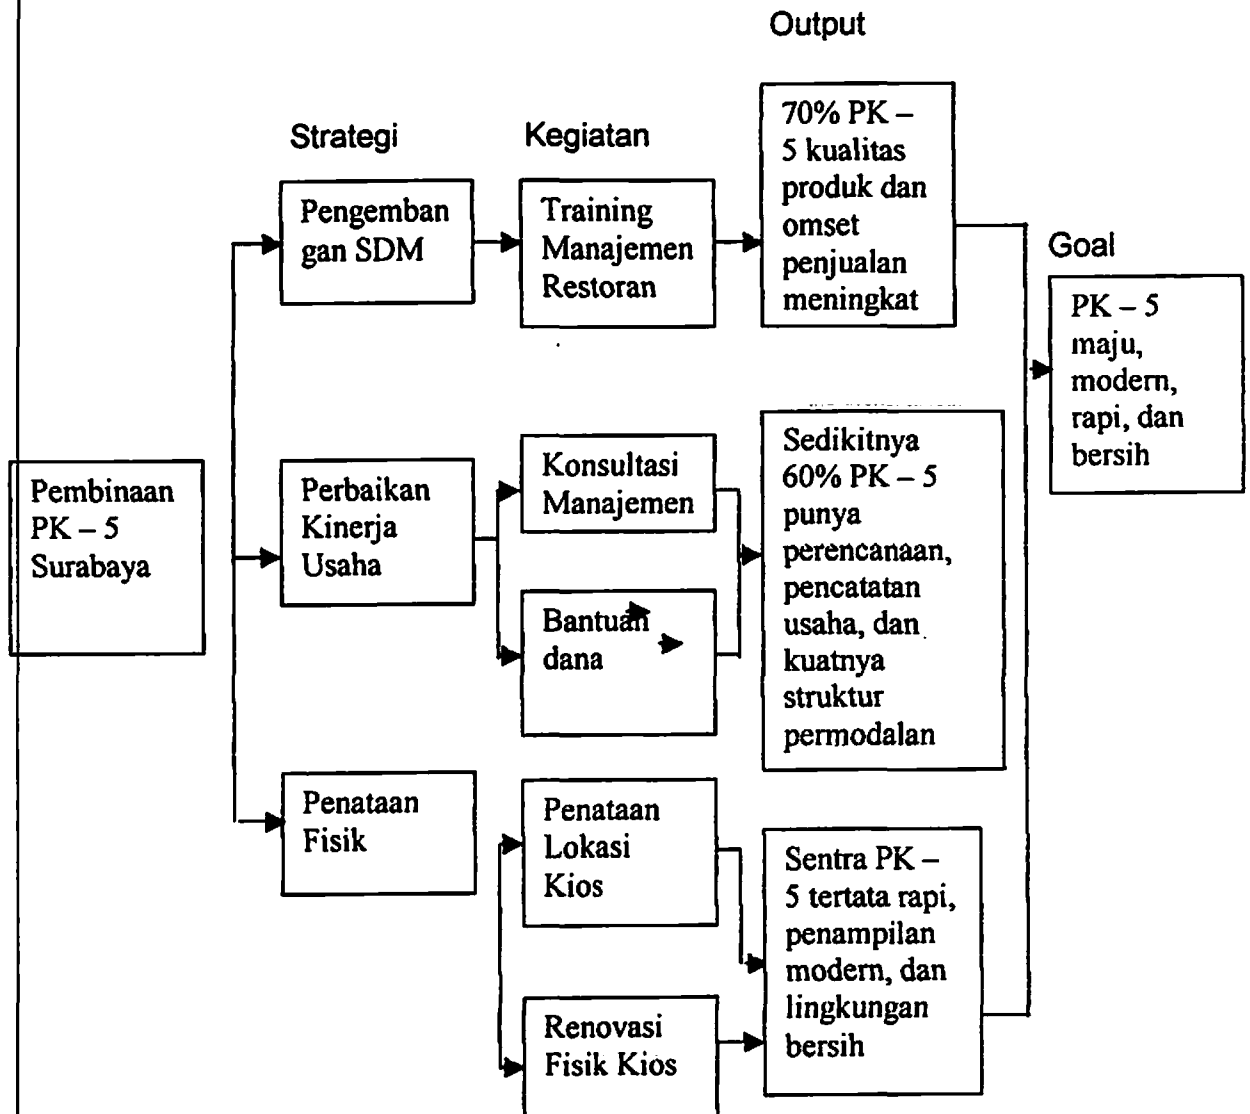 Output
Strategi
Kegiatan
70% PK –
5 kualitas
produk dan
omset
penjualan
meningkat
Pengemban
gan SDM
Training
Manajemen
Restoran
Goal
PK – 5
maju,
modern,
rapi, dan
bersih
Pembinaan
PK – 5
Surabaya
Perbaikan
Kinerja
Usaha
Konsultasi
Manajemen
Bantuan
dana
Sedikitnya
60% PK – 5
punya
perencanaan,
pencatatan
usaha, dan
kuatnya
struktur
permodalan
Penataan
Fisik
Penataan
Lokasi
Kios
Renovasi
Fisik Kios
Sentra PK –
5 tertata rapi,
penampilan
modern, dan
lingkungan
bersih